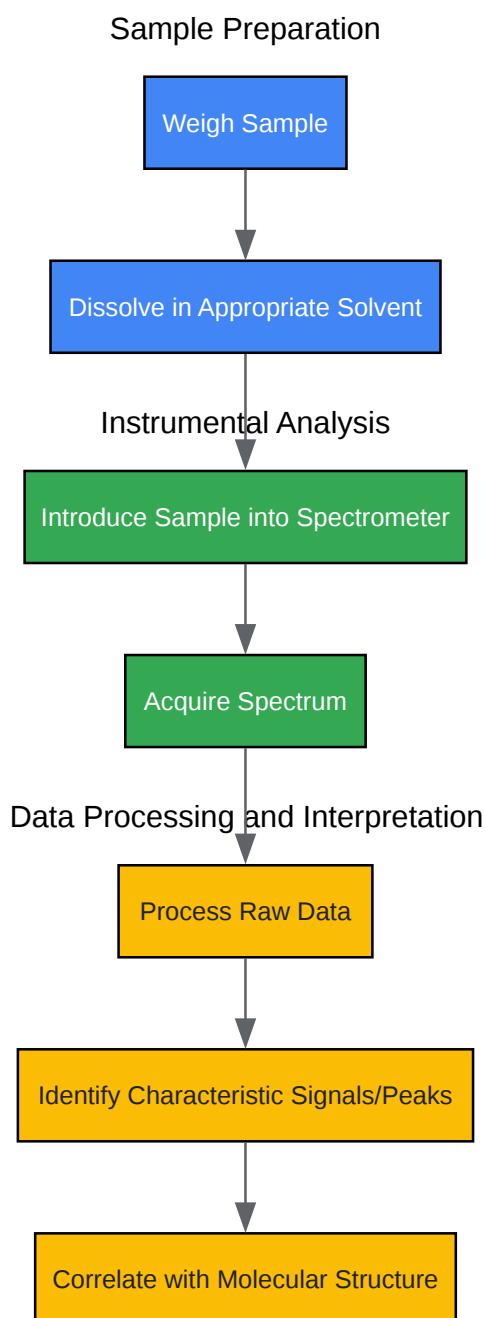 Sample Preparation
Weigh Sample
Dissolve in Appropriate Solvent
Instrumental Analysis
Introduce Sample into Spectrometer
Acquire Spectrum
Data Processing and Interpretation
Process Raw Data
Identify Characteristic Signals/Peaks
Correlate with Molecular Structure